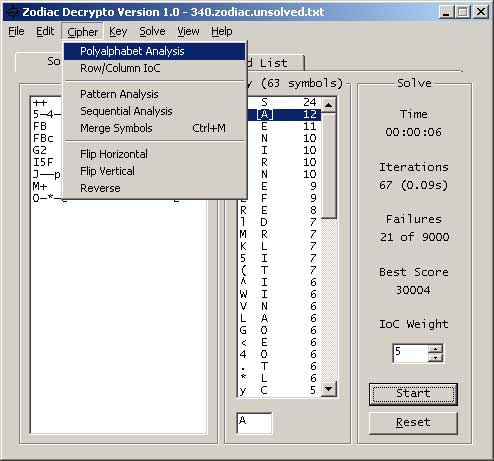 Zodiac Decrypto Version 1.0 - 340.zodiac.unsolved.txt
File Edit Cipher Key Solve View Help
Polyalphabet Analysis
Row/Column IoC
Pattern Analysis
Sequential Analysis
Merge Symbols Ctrl+M
Flip Horizontal
Flip Vertical
Reverse
So
d List
y (63 symbols)
Solve
++
5—4—
FB
FBc
G2
I5F
J——p
M+
S 24
[A] 12
E 11
N 10
I 10
R 10
N 10
E 9
F 9
R E 8
l D 7
M R 7
K L 7
5 I 7
( T 7
^ I 6
W I 6
V N 6
L A 6
G O 6
< E 6
4 O 6
. T 6
* L 6
y C 5
A
Time
00:00:06
Iterations
67 (0.09s)
Failures
21 of 9000
Best Score
30004
IoC Weight
5
Start
Reset